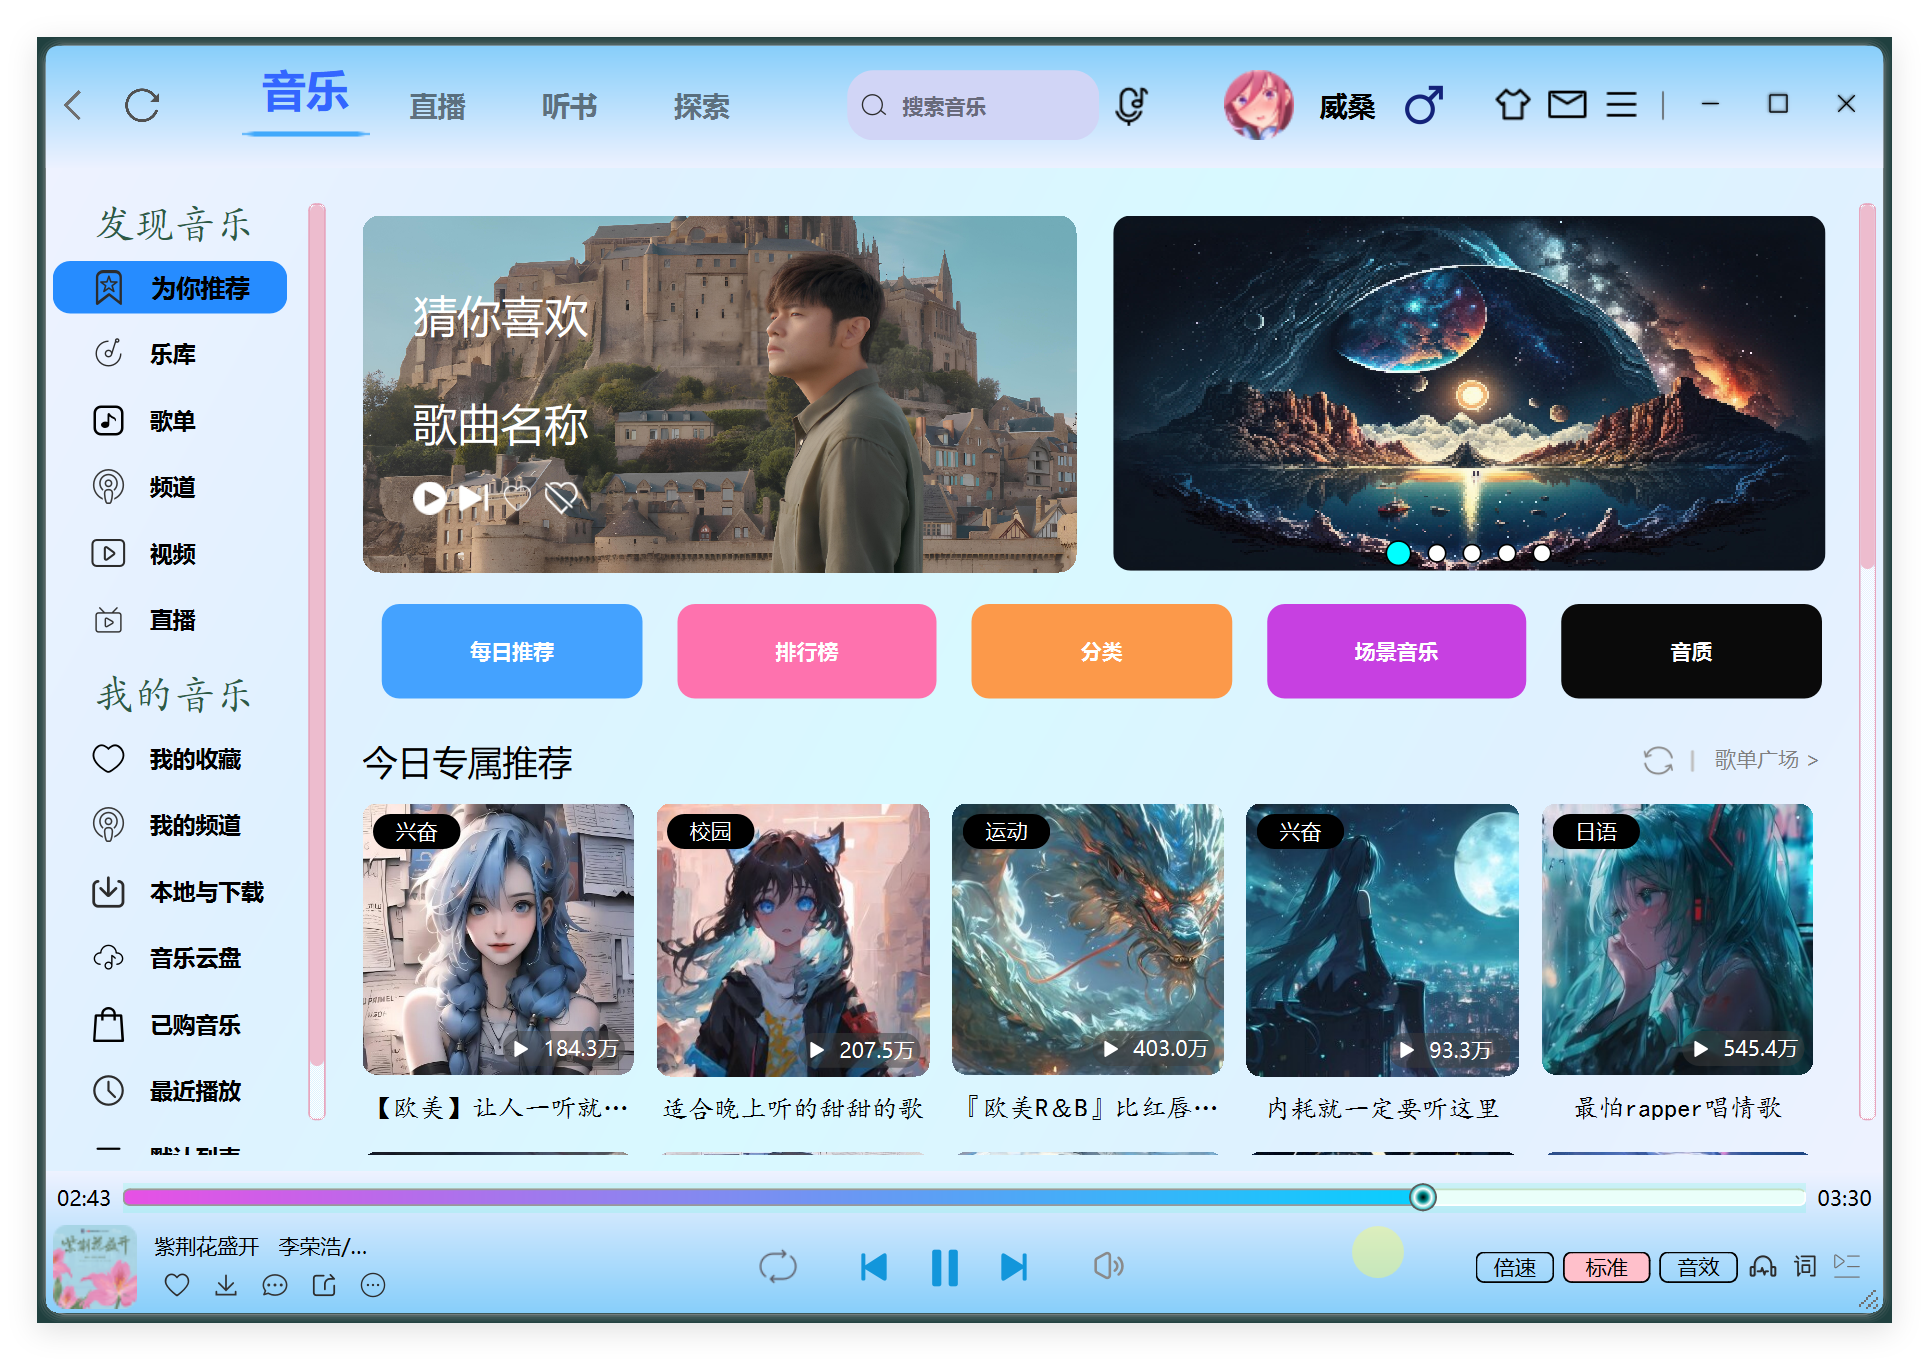 音乐
直播
听书
探索
搜索音乐
威桑
发现音乐
为你推荐
乐库
歌单
频道
视频
直播
我的音乐
我的收藏
我的频道
本地与下载
音乐云盘
已购音乐
最近播放
默认列表
猜你喜欢
歌曲名称
每日推荐
排行榜
分类
场景音乐
音质
今日专属推荐
歌单广场 >
兴奋
184.3万
【欧美】让人一听就…
校园
207.5万
适合晚上听的甜甜的歌
运动
403.0万
『欧美R&B』比红唇…
兴奋
93.3万
内耗就一定要听这里
日语
545.4万
最怕rapper唱情歌
02:43
03:30
紫荆花盛开
紫荆花盛开 李荣浩/...
倍速
标准
音效
词